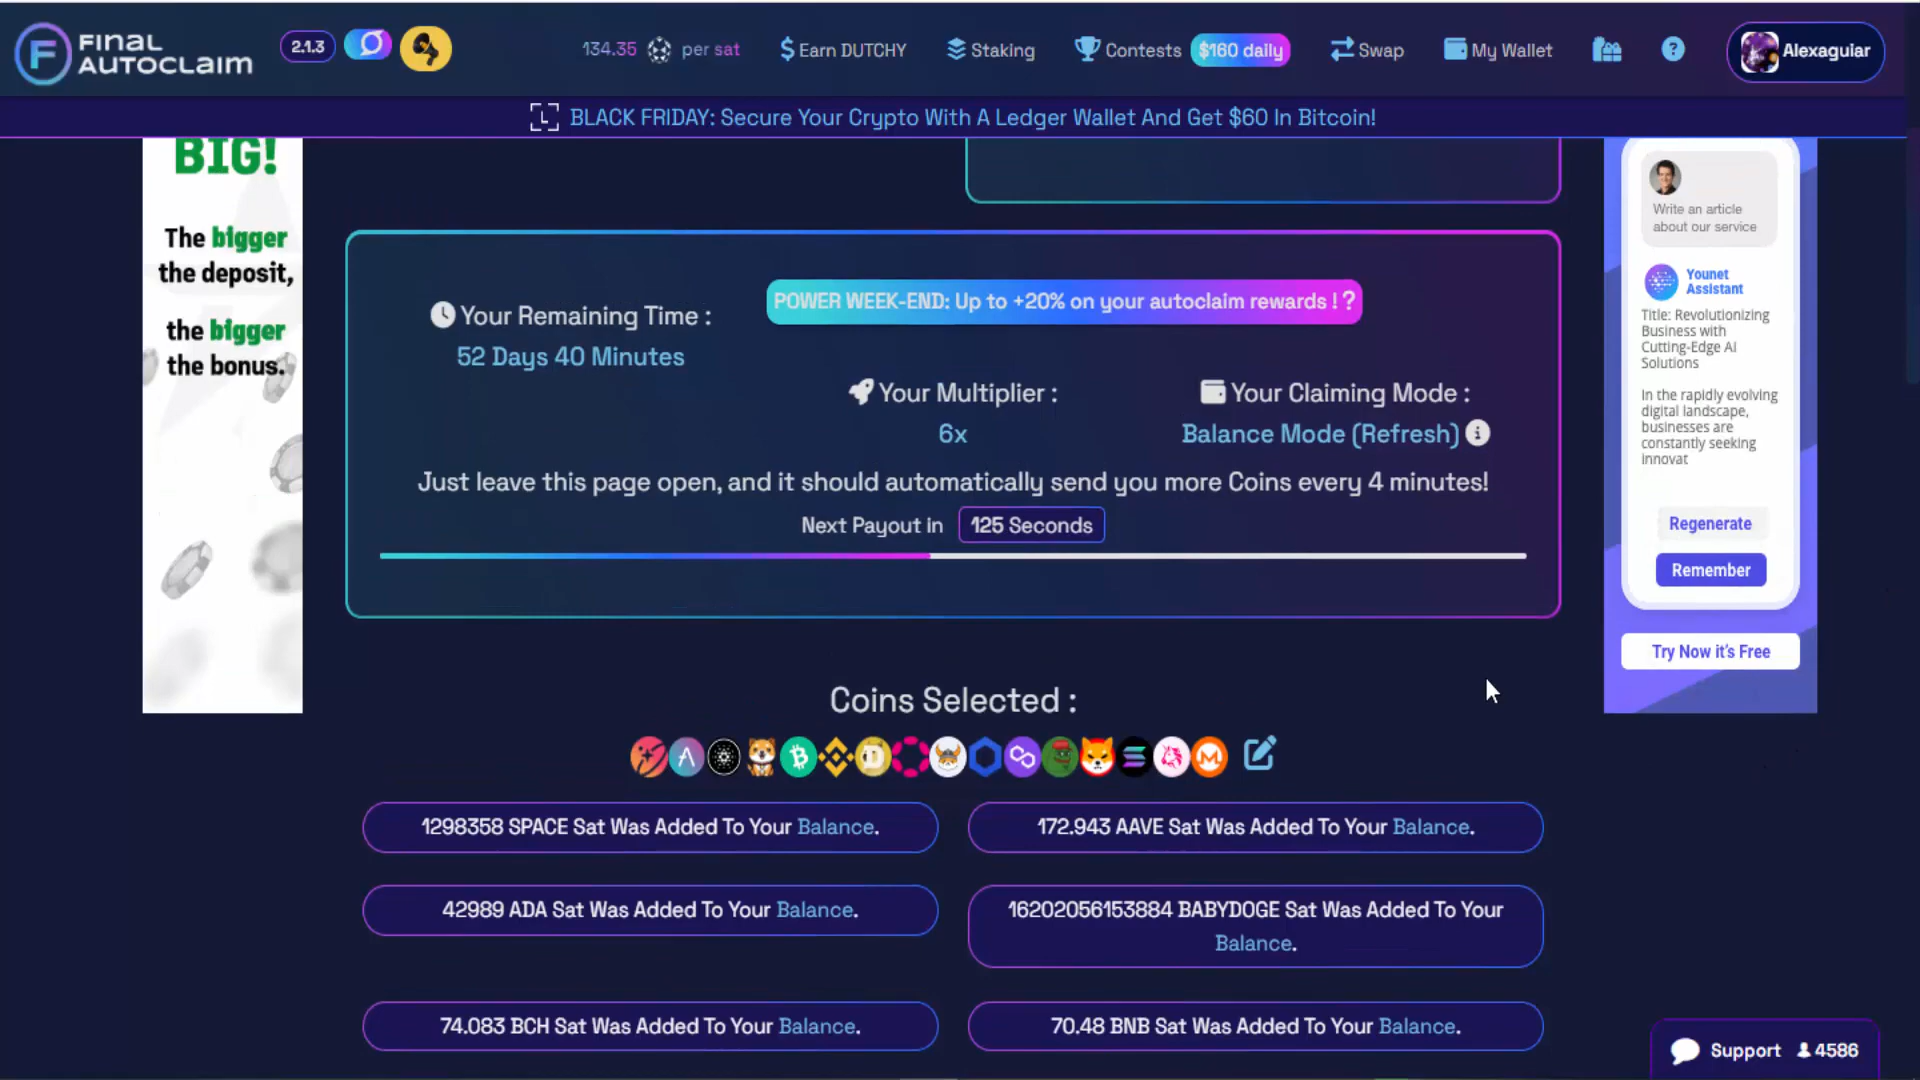 FINAL
AUTOCLAIM
2.1.3
134.35 per sat
Earn DUTCHY
Staking
Contests
$160 daily
Swap
My Wallet
?
Alexaguiar
BLACK FRIDAY: Secure Your Crypto With A Ledger Wallet And Get $60 In Bitcoin!
BIG!
The bigger
the deposit,
the bigger
the bonus.
Your Remaining Time :
52 Days 40 Minutes
POWER WEEK-END: Up to +20% on your autoclaim rewards ! ?
Your Multiplier :
6x
Your Claiming Mode :
Balance Mode (Refresh)
Just leave this page open, and it should automatically send you more Coins every 4 minutes!
Next Payout in 125 Seconds
Write an article
about our service
Younet
Assistant
Title: Revolutionizing
Business with
Cutting-Edge AI
Solutions
In the rapidly evolving
digital landscape,
businesses are
constantly seeking
innovat
Regenerate
Remember
Try Now it's Free
Coins Selected :
1298358 SPACE Sat Was Added To Your Balance.
172.943 AAVE Sat Was Added To Your Balance.
42989 ADA Sat Was Added To Your Balance.
16202056153884 BABYDOGE Sat Was Added To Your
Balance.
74.083 BCH Sat Was Added To Your Balance.
70.48 BNB Sat Was Added To Your Balance.
Support 4586